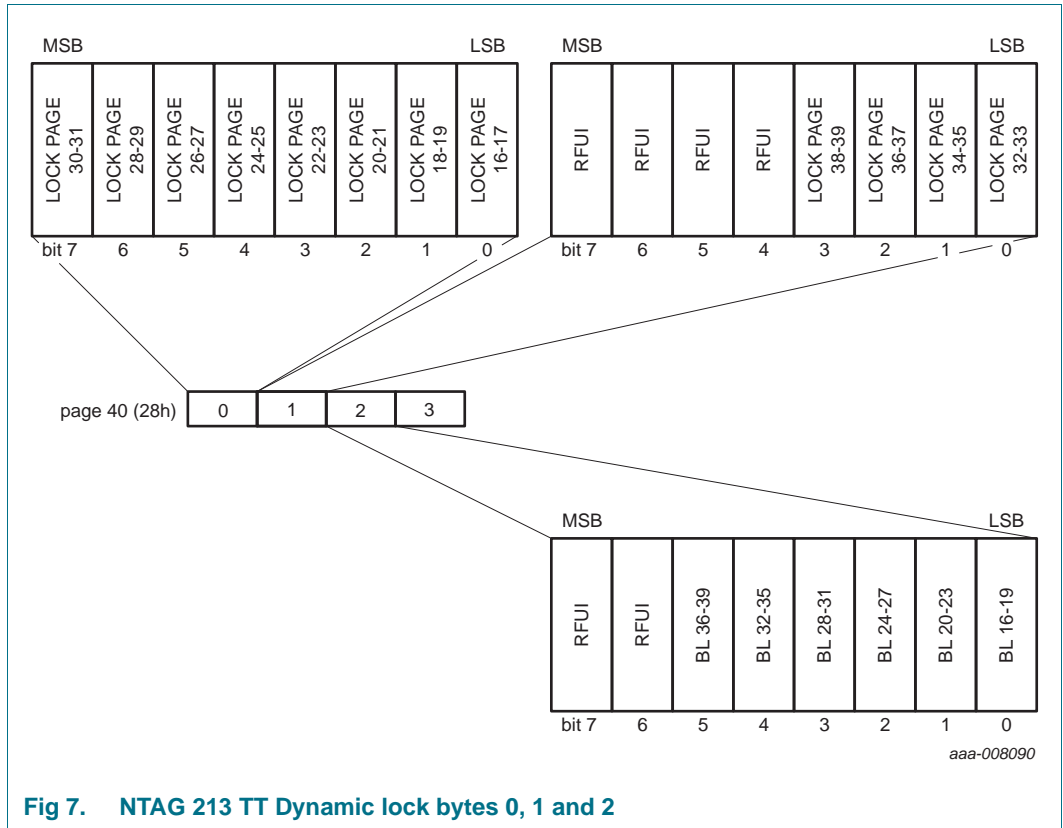 MSB LSB
LOCK PAGE 30-31
LOCK PAGE 28-29
LOCK PAGE 26-27
LOCK PAGE 24-25
LOCK PAGE 22-23
LOCK PAGE 20-21
LOCK PAGE 18-19
LOCK PAGE 16-17
bit 7 6 5 4 3 2 1 0
MSB LSB
RFUI
RFUI
RFUI
RFUI
LOCK PAGE 38-39
LOCK PAGE 36-37
LOCK PAGE 34-35
LOCK PAGE 32-33
bit 7 6 5 4 3 2 1 0
page 40 (28h) 0 1 2 3
MSB LSB
RFUI
RFUI
BL 36-39
BL 32-35
BL 28-31
BL 24-27
BL 20-23
BL 16-19
bit 7 6 5 4 3 2 1 0
aaa-008090
Fig 7. NTAG 213 TT Dynamic lock bytes 0, 1 and 2